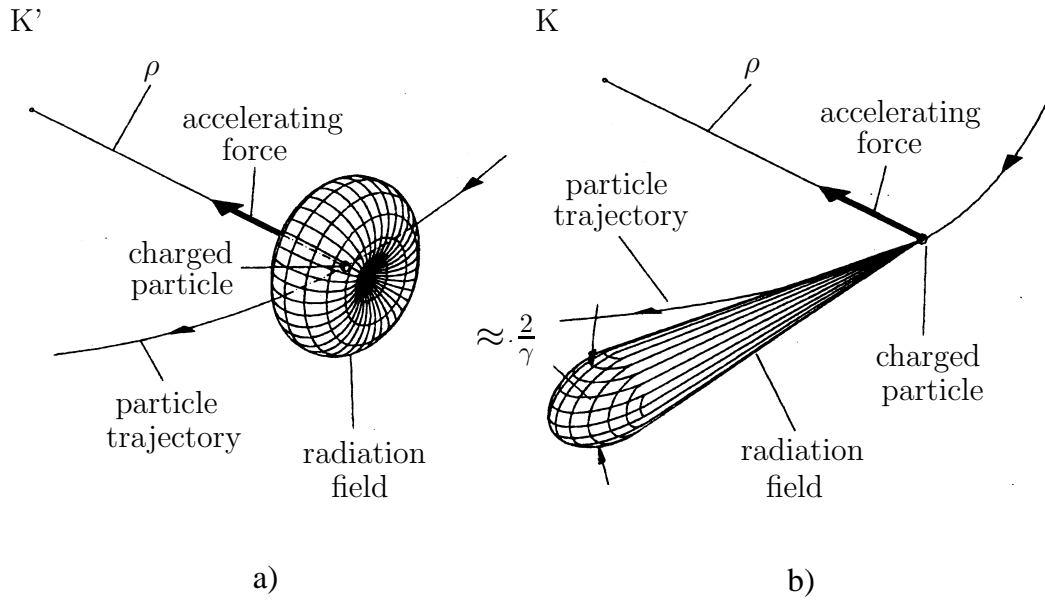 K’
ρ
accelerating
force
charged
particle
particle
trajectory
radiation
field
a)
K
ρ
accelerating
force
particle
trajectory
≈ 2/γ
charged
particle
radiation
field
b)